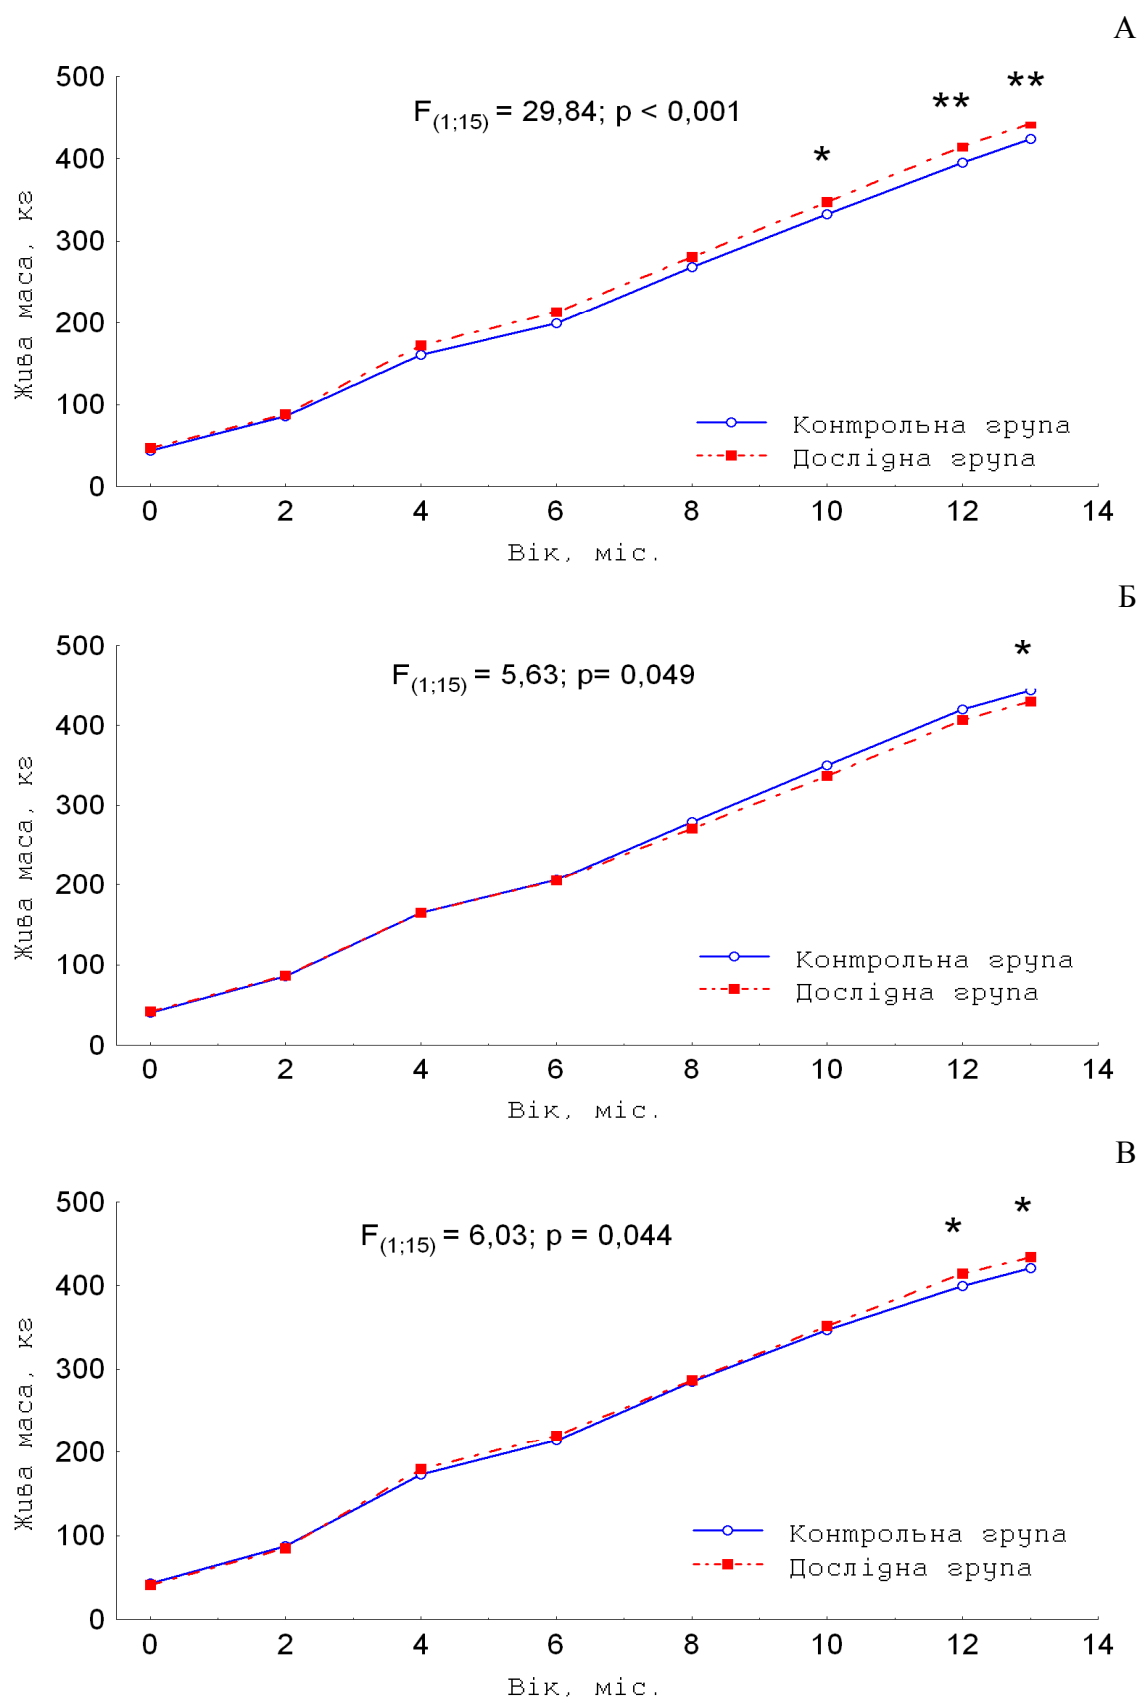 А
500
400
300
200
100
0
Жива маса, кг
F(1;15) = 29,84; p < 0,001
*
**
**
Контрольна група
Дослідна група
0 2 4 6 8 10 12 14
Вік, міс.
Б
500
400
300
200
100
0
Жива маса, кг
F(1;15) = 5,63; p= 0,049
*
Контрольна група
Дослідна група
0 2 4 6 8 10 12 14
Вік, міс.
В
500
400
300
200
100
0
Жива маса, кг
F(1;15) = 6,03; p = 0,044
*
*
Контрольна група
Дослідна група
0 2 4 6 8 10 12 14
Вік, міс.